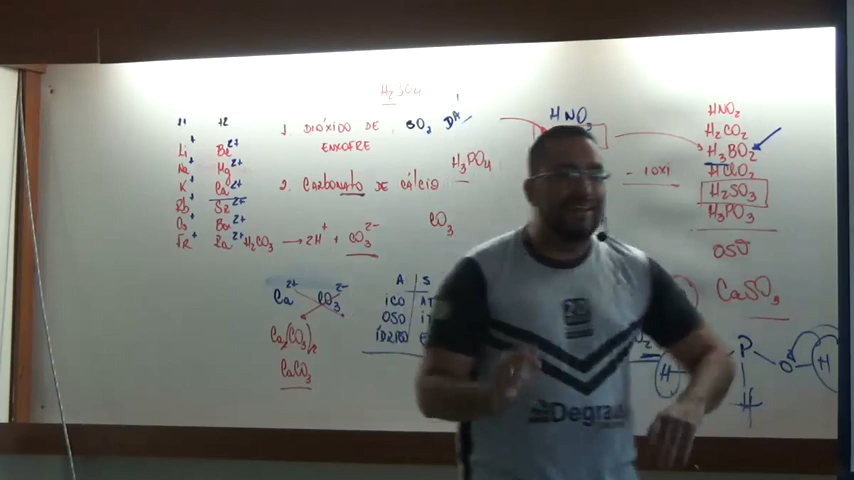 H2SO4
+1 +2
Li+ Be2+
Na+ Mg2+
K+ Ca2+
Rb+ Sr2+
Cs+ Ba2+
Fr+ Ra2+
1. DIÓXIDO DE SO2
ENXOFRE
2. CARBONATO DE CÁLCIO
H3PO4
CO3
H2CO3 → 2H+ + CO3 2-
Ca2+ CO3 2-
Ca2(CO3)2
CaCO3
A S
ICO AT
OSO IT
ÍDRICO E
HNO3
- 1 OXI
HNO2
H2CO2
H3BO2
HClO2
H2SO3
H3PO3
OSO
CaSO3
H P O H
H
Degrau